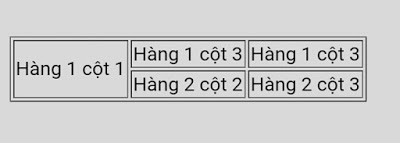 Hàng 1 cột 1
Hàng 1 cột 3
Hàng 1 cột 3
Hàng 2 cột 2
Hàng 2 cột 3